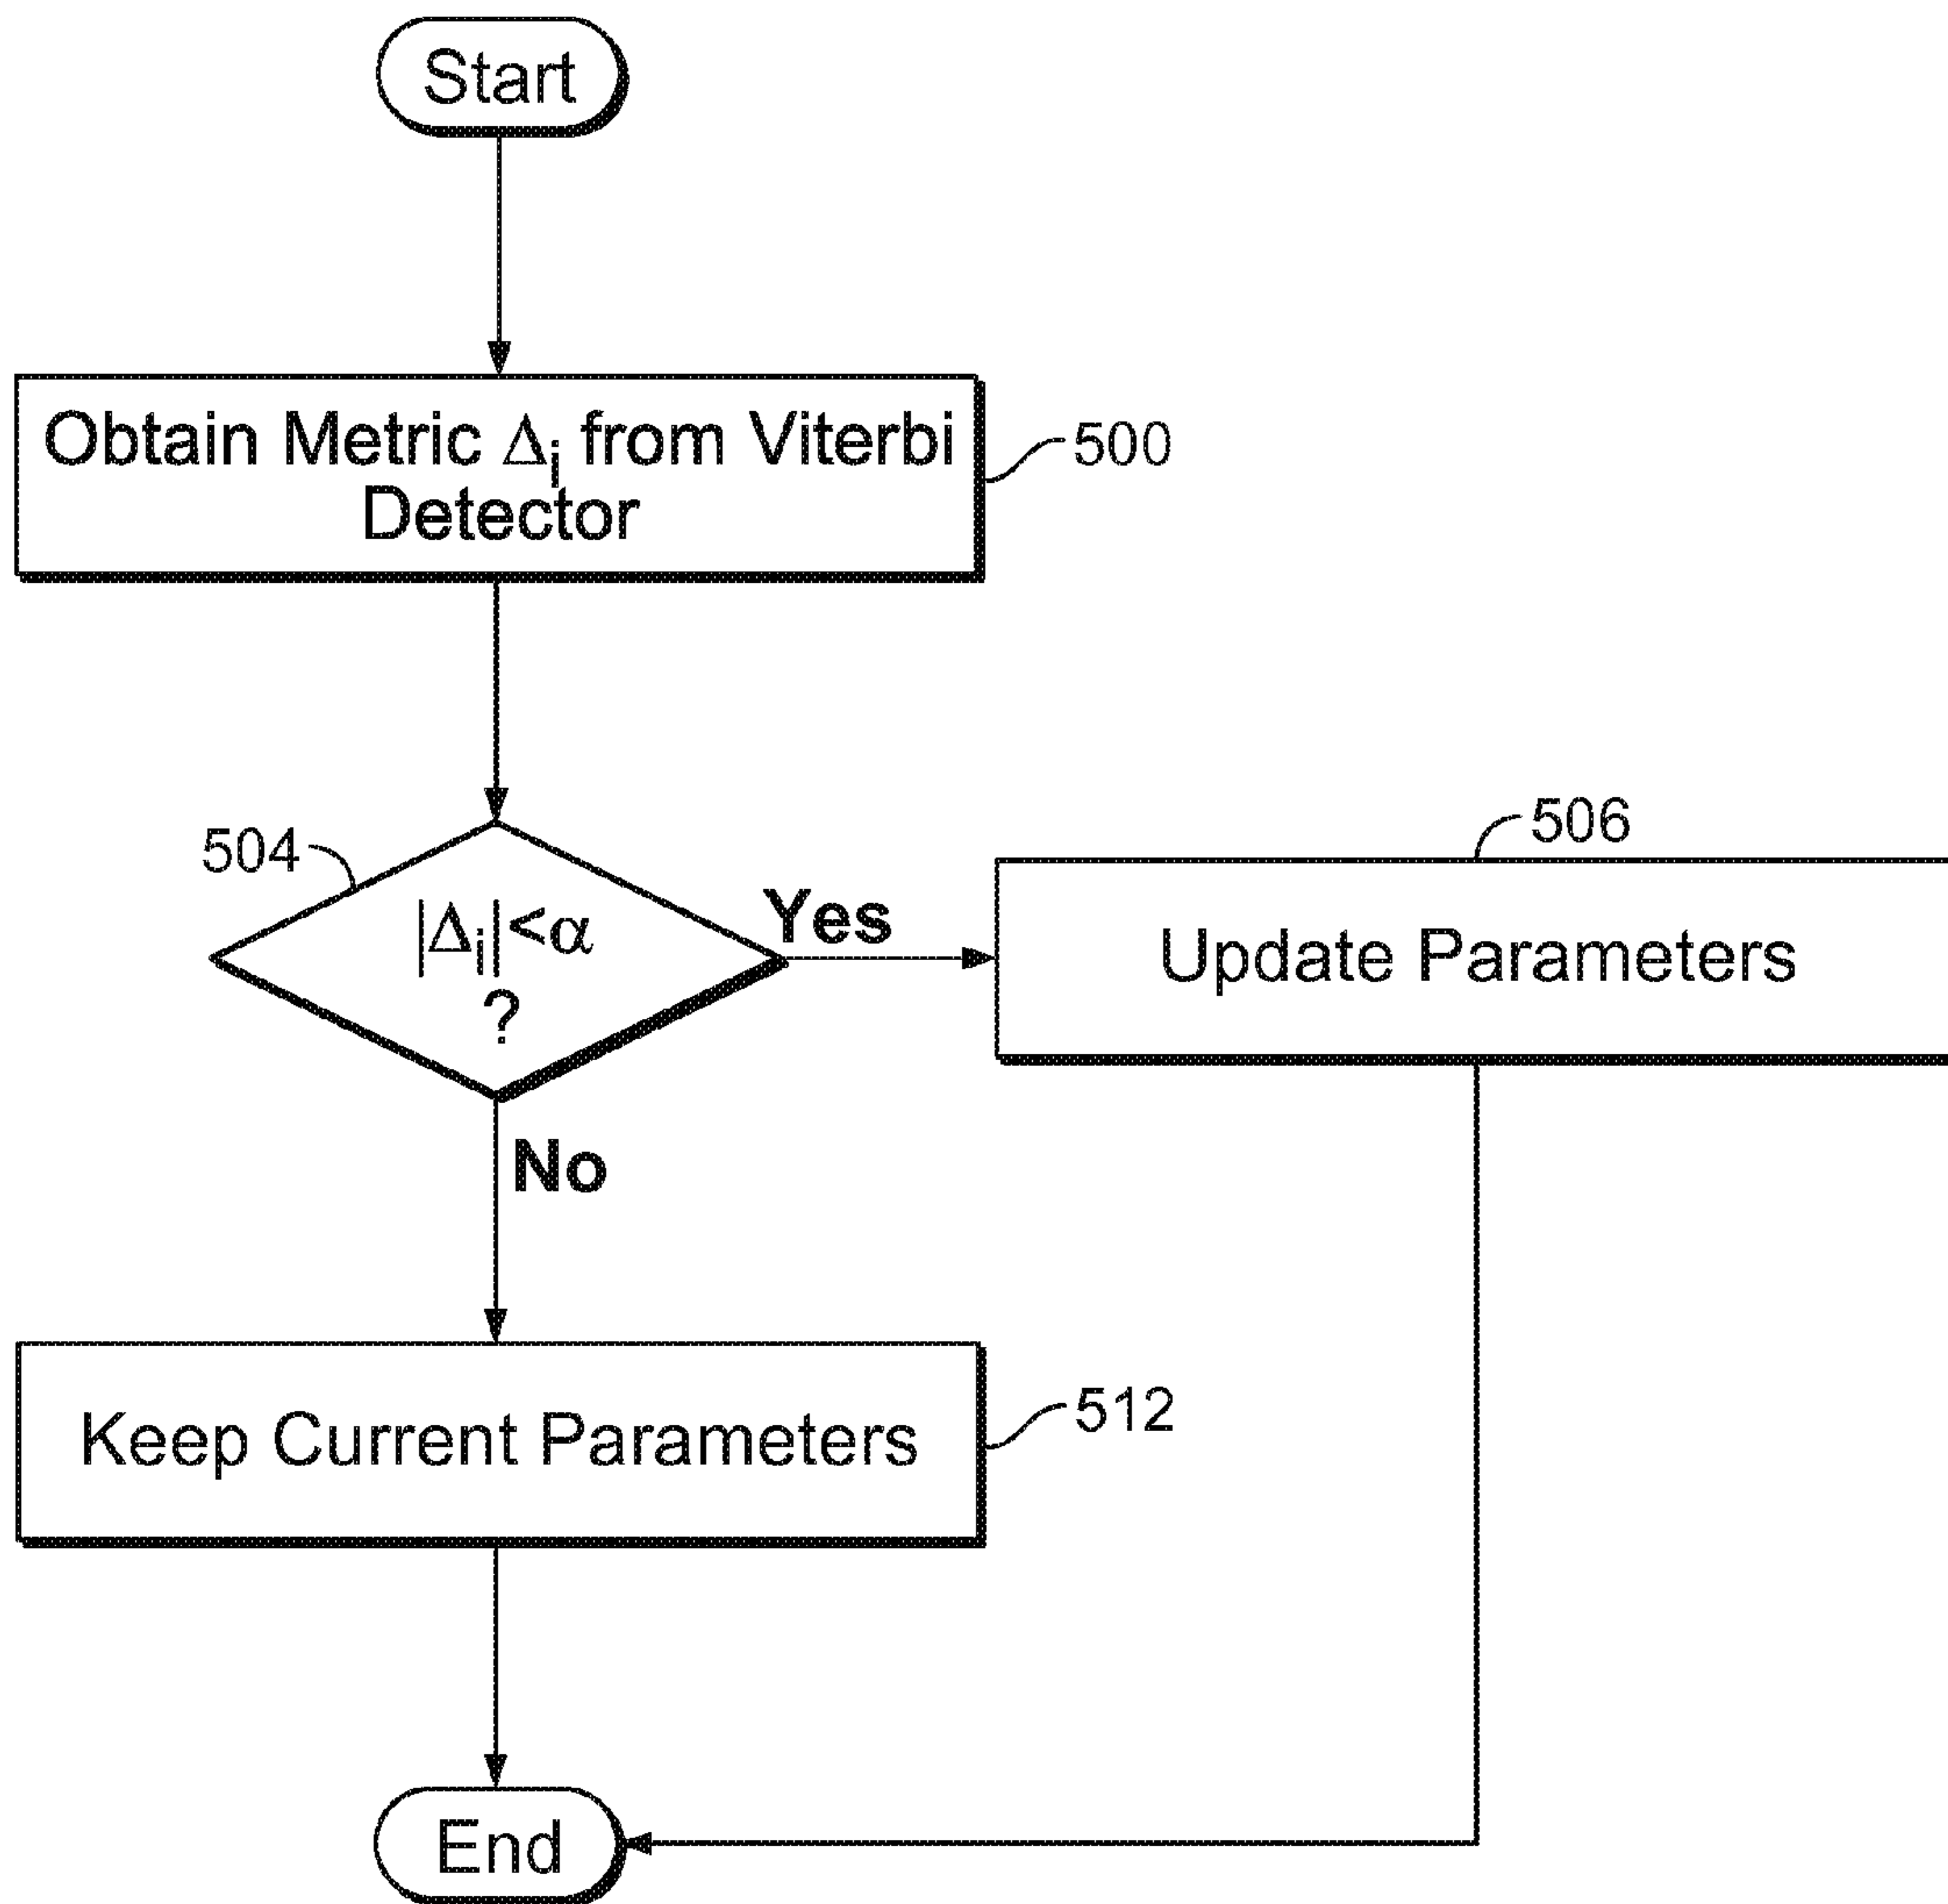 Start
Obtain Metric Δi from Viterbi
Detector
500
504
|Δi|<α
?
Yes
506
Update Parameters
No
Keep Current Parameters
512
End